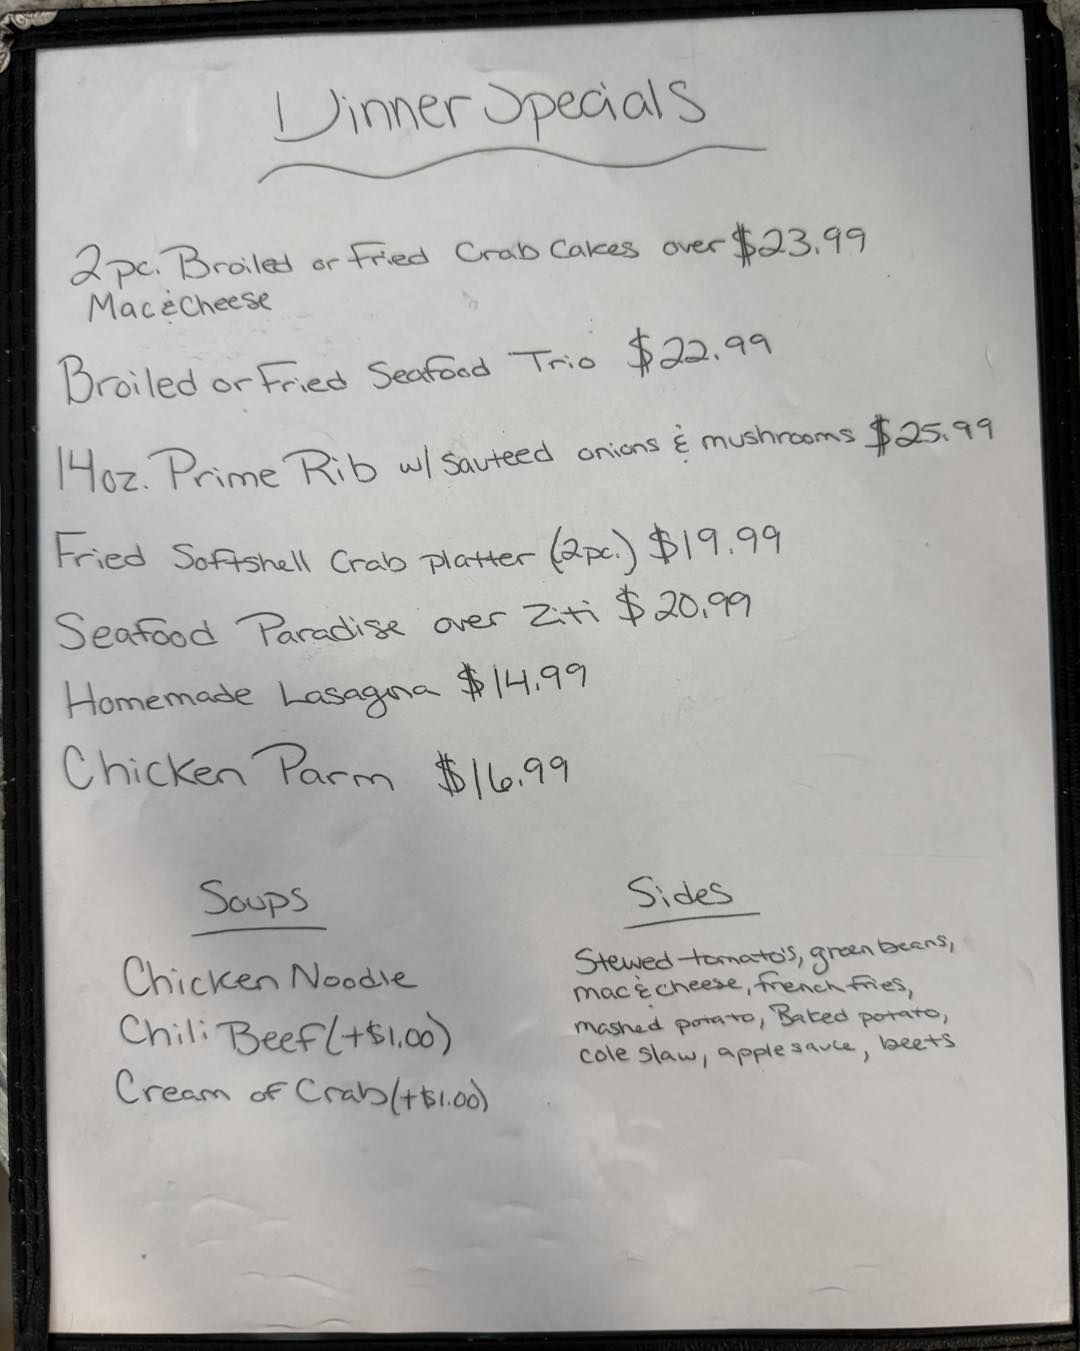 Dinner Specials
2pc. Broiled or Fried Crab Cakes over $23.99
Mac & Cheese
Broiled or Fried Seafood Trio $22.99
14oz. Prime Rib w/ Sauteed onions & mushrooms $25.99
Fried Softshell Crab platter (2pc.) $19.99
Seafood Paradise over Ziti $20.99
Homemade Lasagna $14.99
Chicken Parm $16.99
Soups
Chicken Noodle
Chili Beef (+$1.00)
Cream of Crab (+$1.00)
Sides
Stewed tomato's, green beans,
mac & cheese, french fries,
mashed potato, Baked potato,
cole slaw, apple sauce, beets